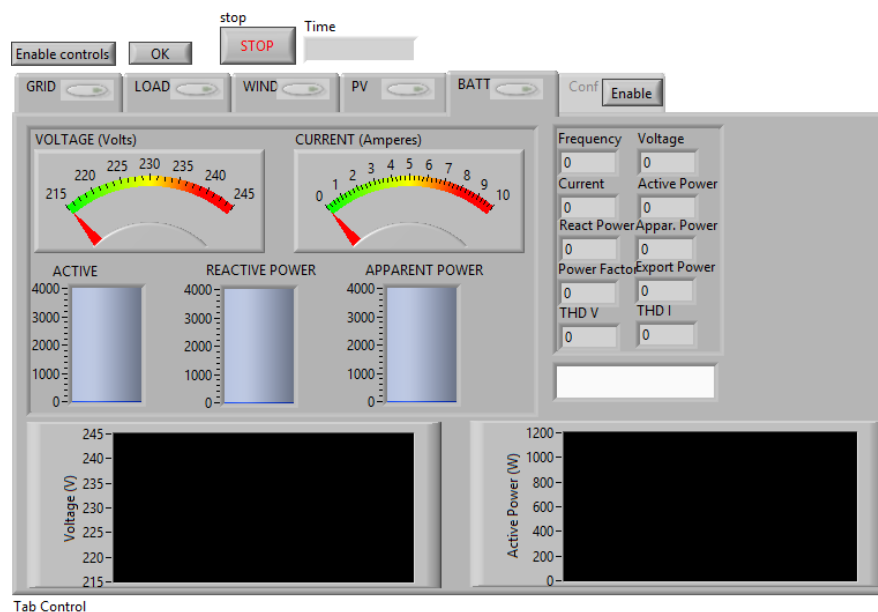 stop
Time
Enable controls
OK
STOP
GRID
LOAD
WIND
PV
BATT
Conf
Enable
VOLTAGE (Volts)
215 220 225 230 235 240 245
CURRENT (Amperes)
0 1 2 3 4 5 6 7 8 9 10
ACTIVE
4000
3000
2000
1000
0
REACTIVE POWER
4000
3000
2000
1000
0
APPARENT POWER
4000
3000
2000
1000
0
Frequency Voltage
0 0
Current Active Power
0 0
React Power Appar. Power
0 0
Power Factor Export Power
0 0
THD V THD I
0 0
Voltage (V)
245
240
235
230
225
220
215
Active Power (W)
1200
1000
800
600
400
200
0
Tab Control